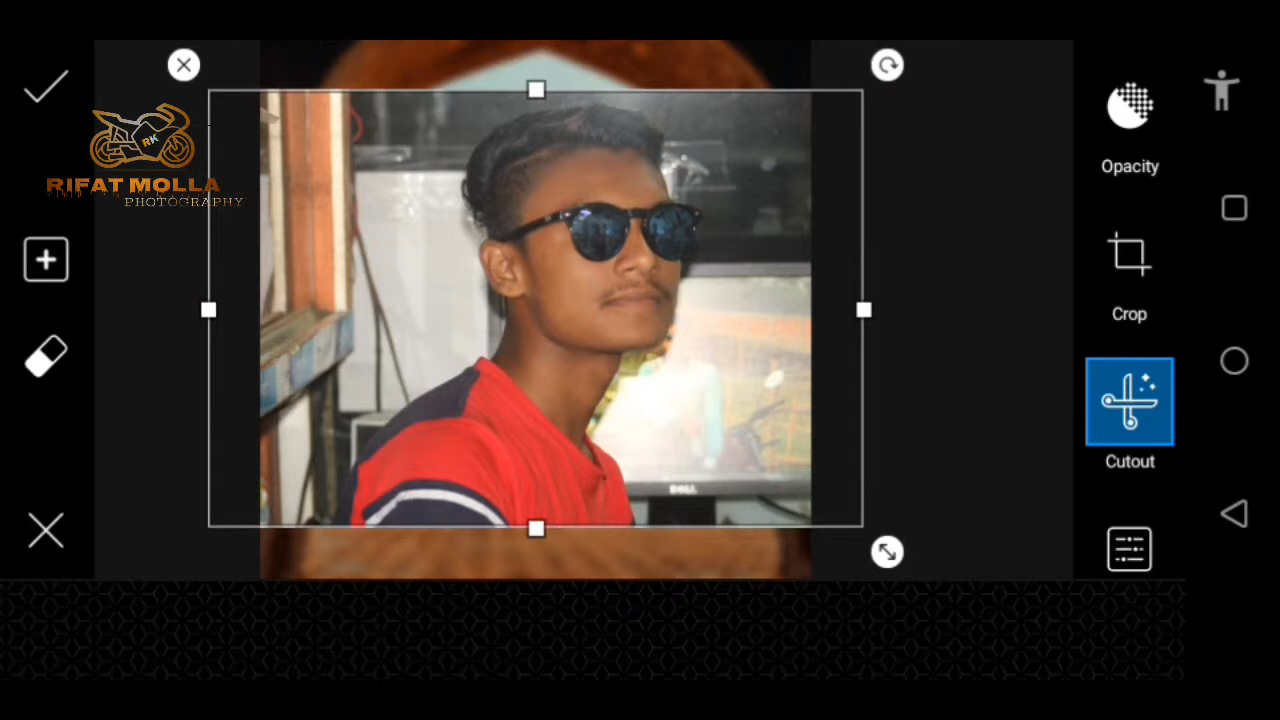 RK
RIFAT MOLLA
PHOTOGRAPHY
Opacity
Crop
Cutout
DELL